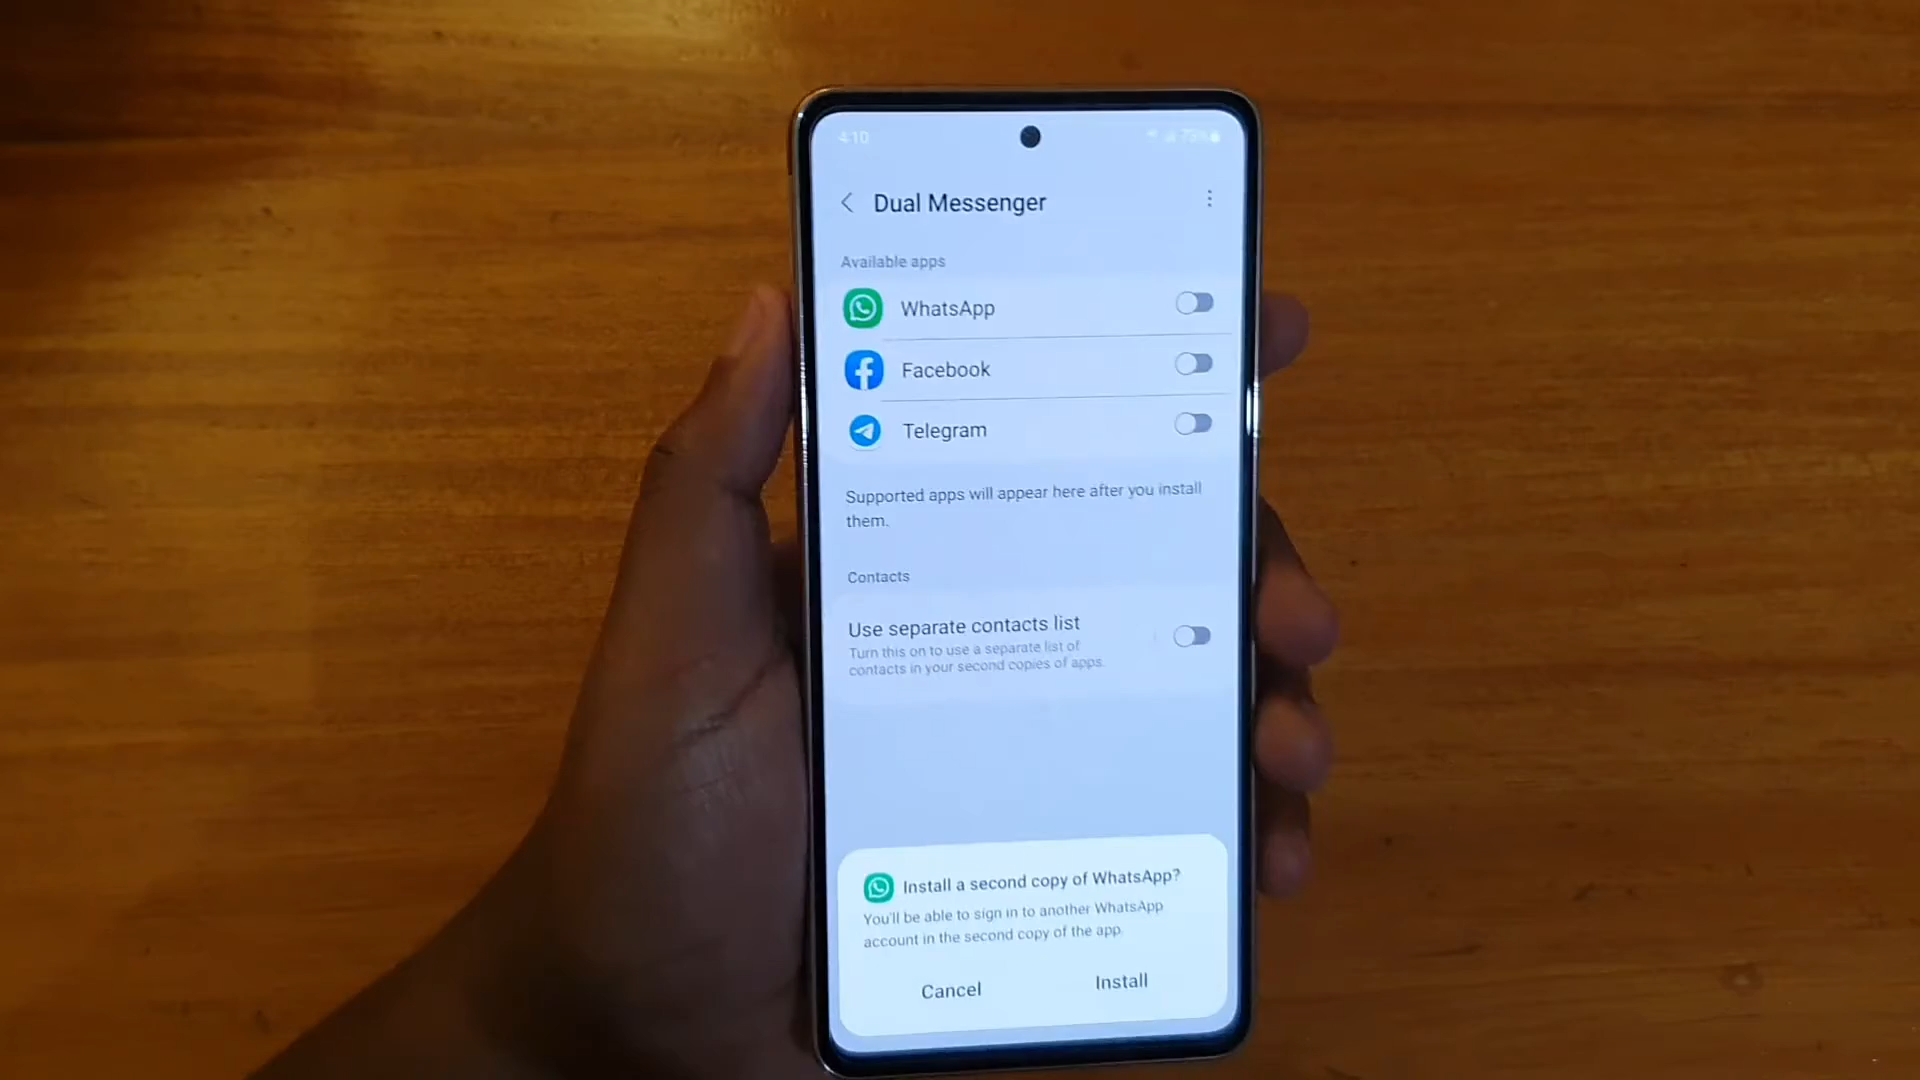 4:10
75%
Dual Messenger
Available apps
WhatsApp
Facebook
Telegram
Supported apps will appear here after you install
them.
Contacts
Use separate contacts list
Turn this on to use a separate list of
contacts in your second copies of apps.
Install a second copy of WhatsApp?
You'll be able to sign in to another WhatsApp
account in the second copy of the app.
Cancel
Install